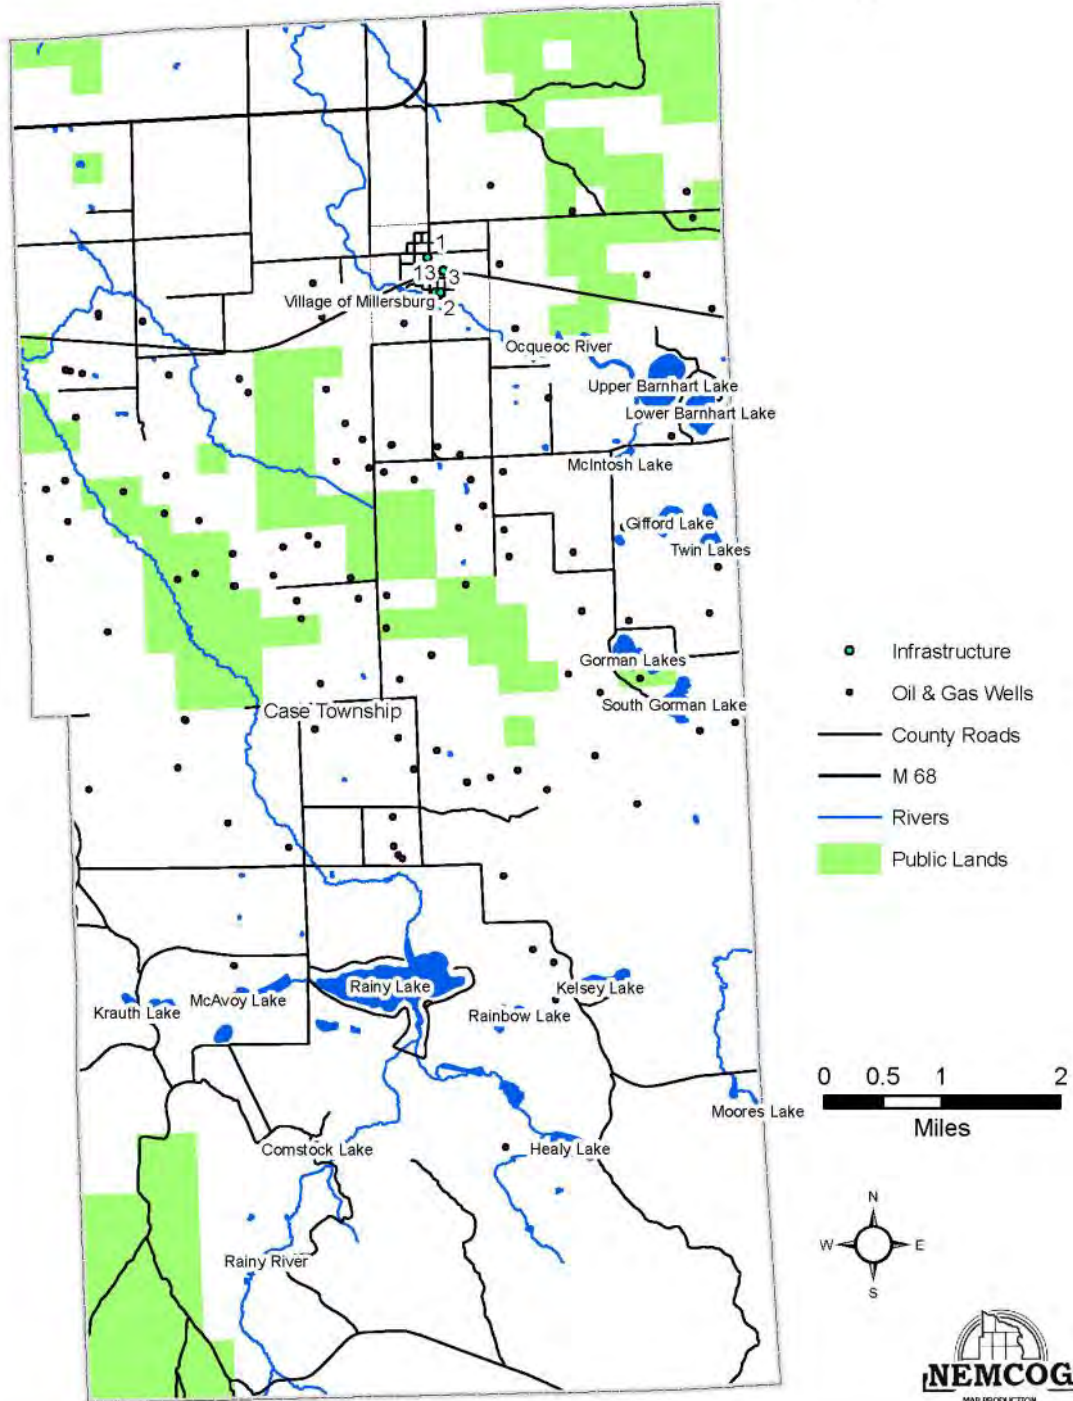 1
13
3
Village of Millersburg
2
Ocqueoc River
Upper Barnhart Lake
Lower Barnhart Lake
McIntosh Lake
Gifford Lake
Twin Lakes
Gorman Lakes
South Gorman Lake
Case Township
Infrastructure
Oil & Gas Wells
County Roads
M 68
Rivers
Public Lands
Rainy Lake
Kelsey Lake
McAvoy Lake
Krauth Lake
Rainbow Lake
0 0.5 1 2
Miles
Moores Lake
Comstock Lake
Healy Lake
Rainy River
N
W E
S
NEMCOG
MAP PRODUCTION